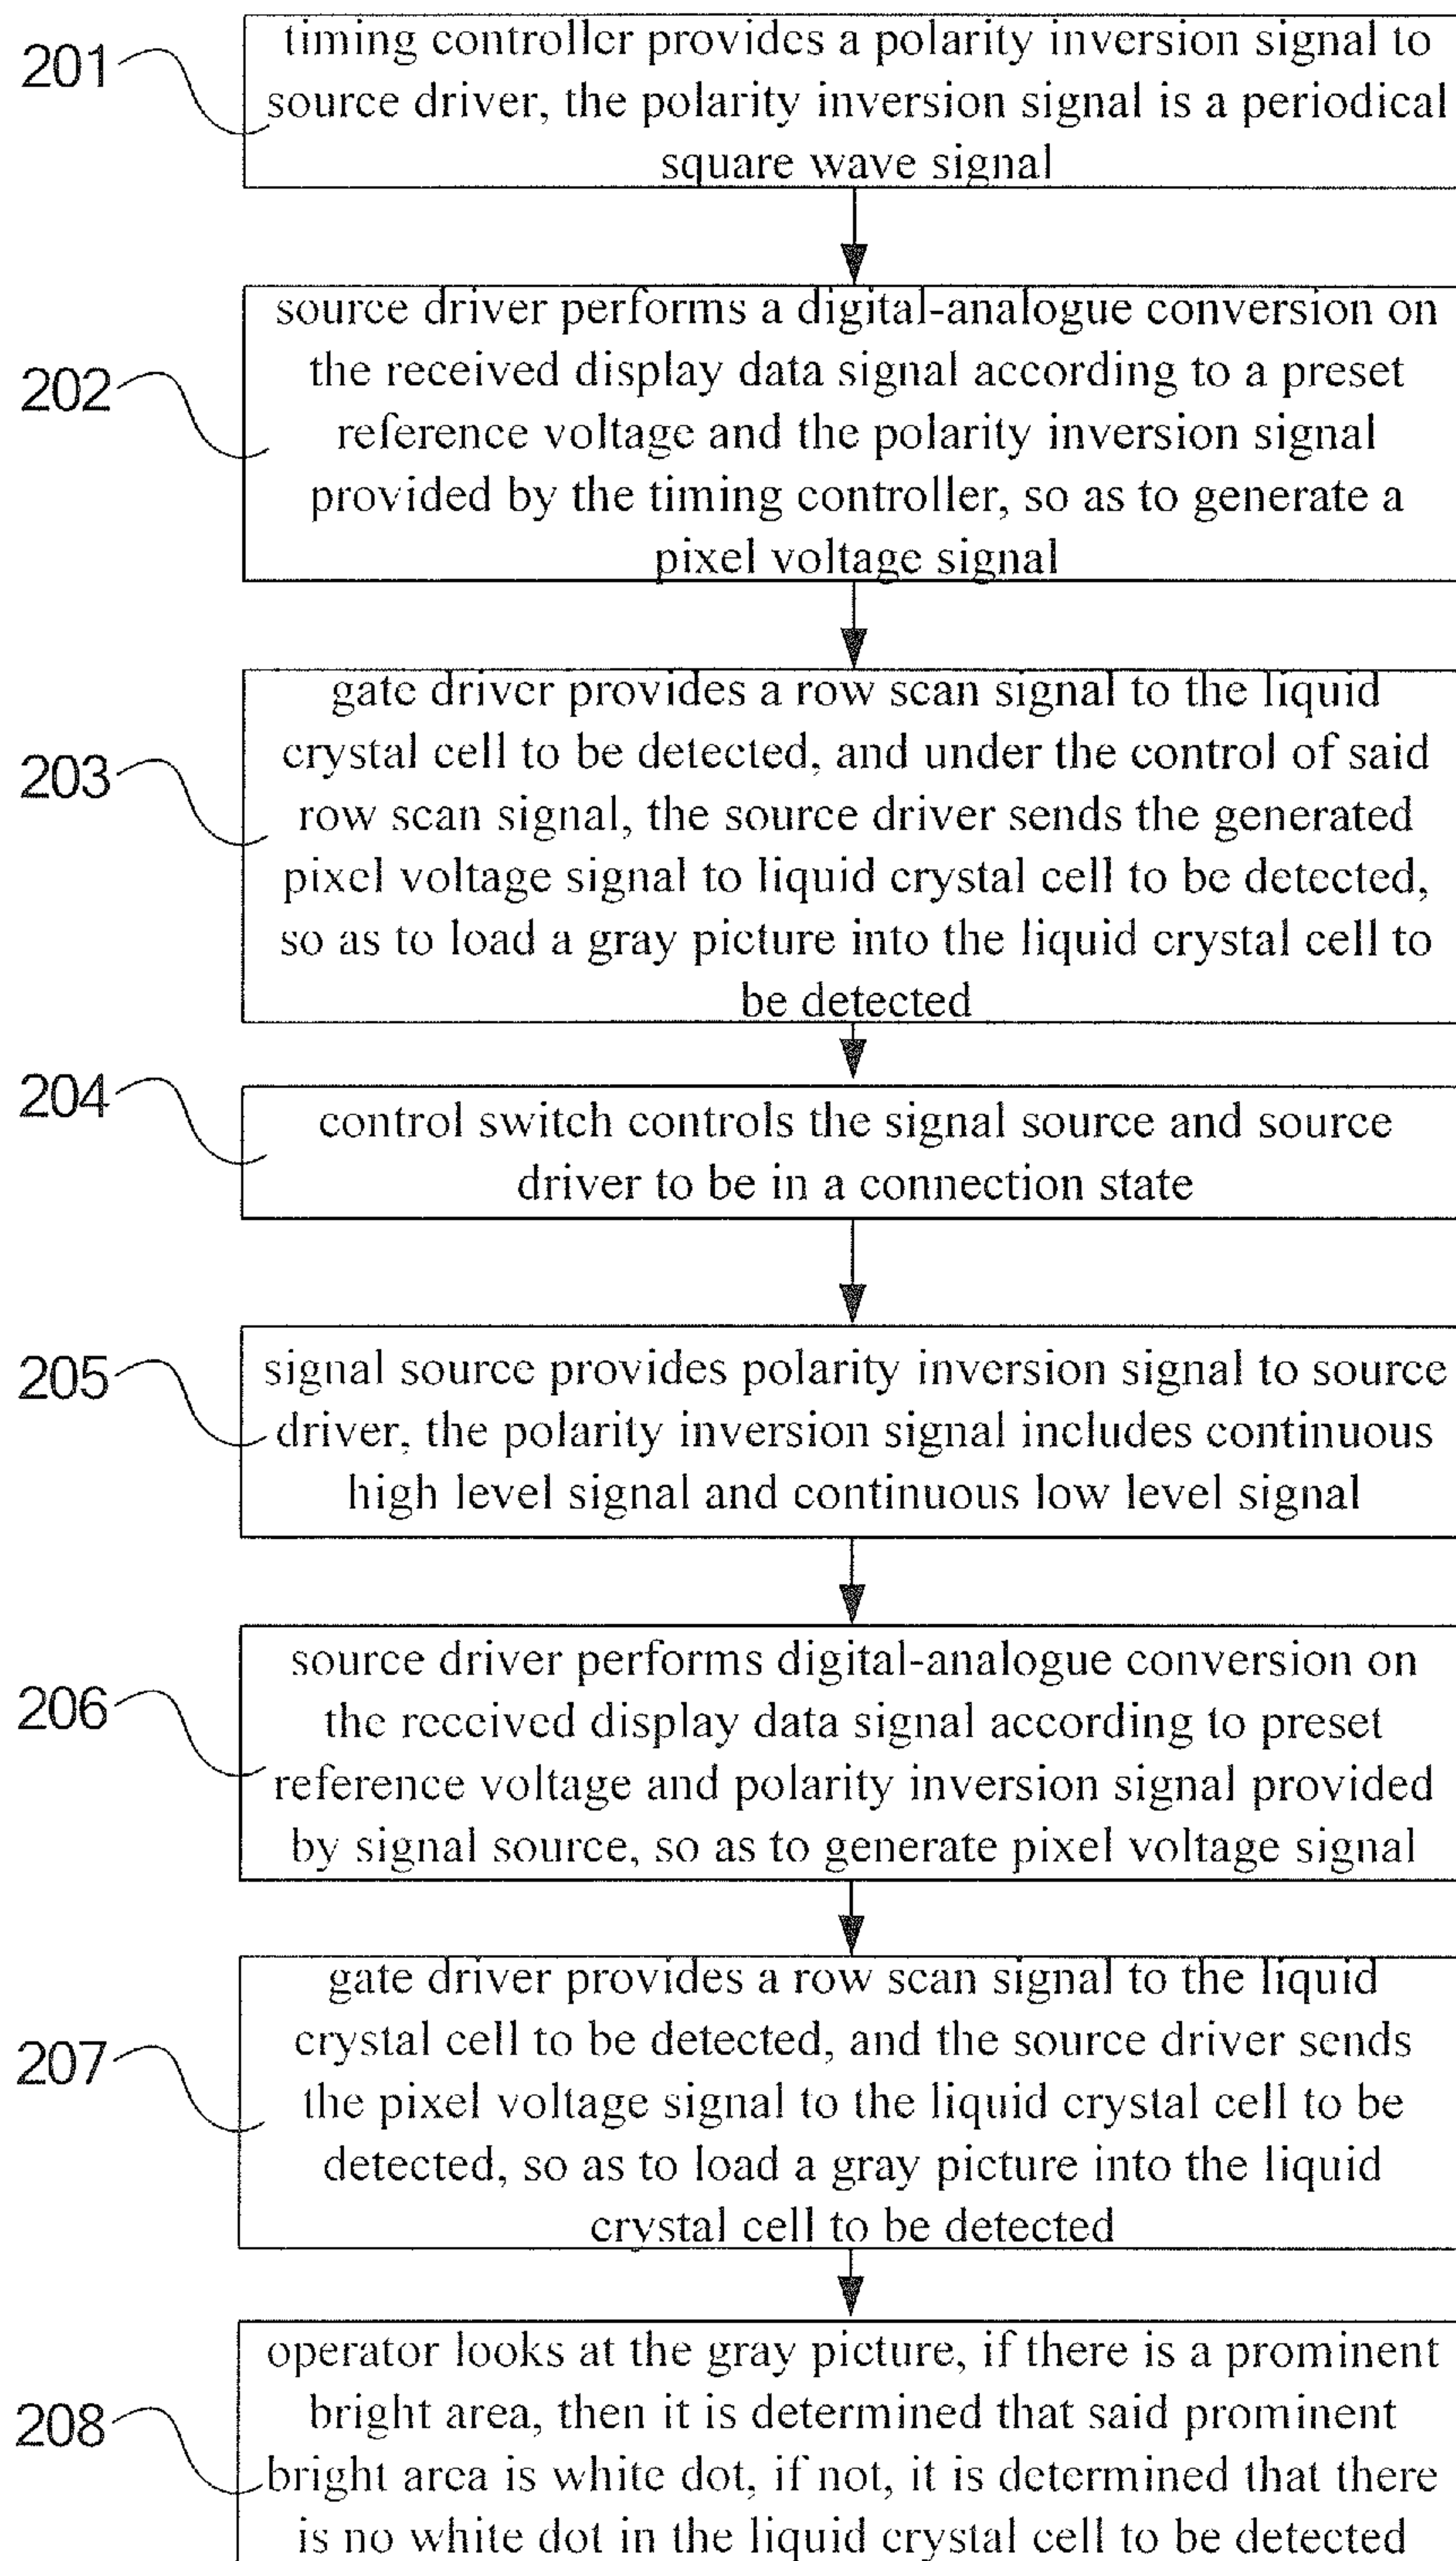 201
timing controller provides a polarity inversion signal to
source driver, the polarity inversion signal is a periodical
square wave signal
202
source driver performs a digital-analogue conversion on
the received display data signal according to a preset
reference voltage and the polarity inversion signal
provided by the timing controller, so as to generate a
pixel voltage signal
203
gate driver provides a row scan signal to the liquid
crystal cell to be detected, and under the control of said
row scan signal, the source driver sends the generated
pixel voltage signal to liquid crystal cell to be detected,
so as to load a gray picture into the liquid crystal cell to
be detected
204
control switch controls the signal source and source
driver to be in a connection state
205
signal source provides polarity inversion signal to source
driver, the polarity inversion signal includes continuous
high level signal and continuous low level signal
206
source driver performs digital-analogue conversion on
the received display data signal according to preset
reference voltage and polarity inversion signal provided
by signal source, so as to generate pixel voltage signal
207
gate driver provides a row scan signal to the liquid
crystal cell to be detected, and the source driver sends
the pixel voltage signal to the liquid crystal cell to be
detected, so as to load a gray picture into the liquid
crystal cell to be detected
208
operator looks at the gray picture, if there is a prominent
bright area, then it is determined that said prominent
bright area is white dot, if not, it is determined that there
is no white dot in the liquid crystal cell to be detected